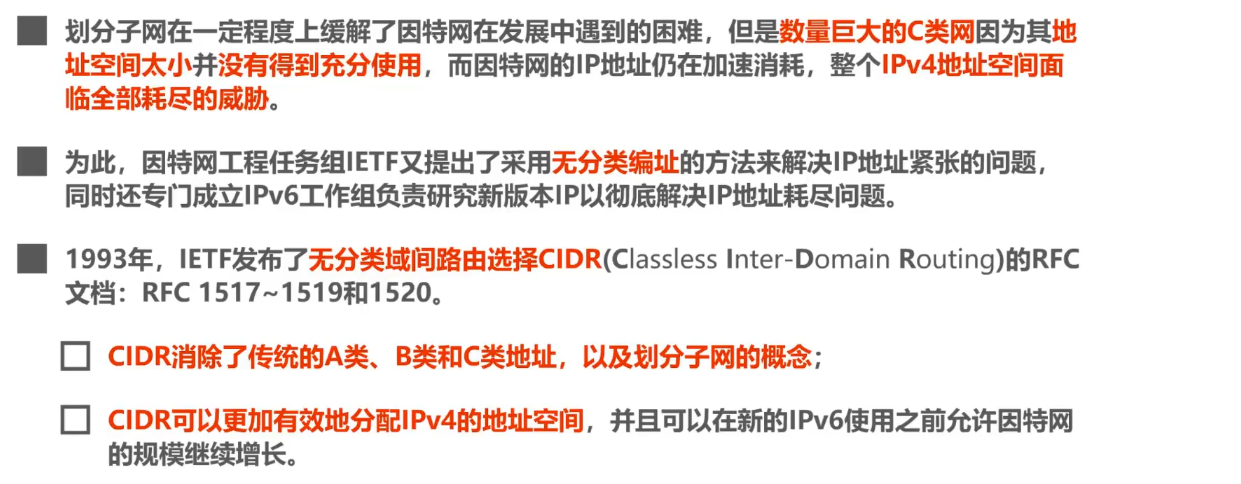 划分子网在一定程度上缓解了因特网在发展中遇到的困难，但是数量巨大的C类网因为其地
址空间太小并没有得到充分使用，而因特网的IP地址仍在加速消耗，整个IPv4地址空间面
临全部耗尽的威胁。
为此，因特网工程任务组IETF又提出了采用无分类编址的方法来解决IP地址紧张的问题，
同时还专门成立IPv6工作组负责研究新版本IP以彻底解决IP地址耗尽问题。
1993年，IETF发布了无分类域间路由选择CIDR(Classless Inter-Domain Routing)的RFC
文档：RFC 1517~1519和1520。
CIDR消除了传统的A类、B类和C类地址，以及划分子网的概念；
CIDR可以更加有效地分配IPv4的地址空间，并且可以在新的IPv6使用之前允许因特网
的规模继续增长。